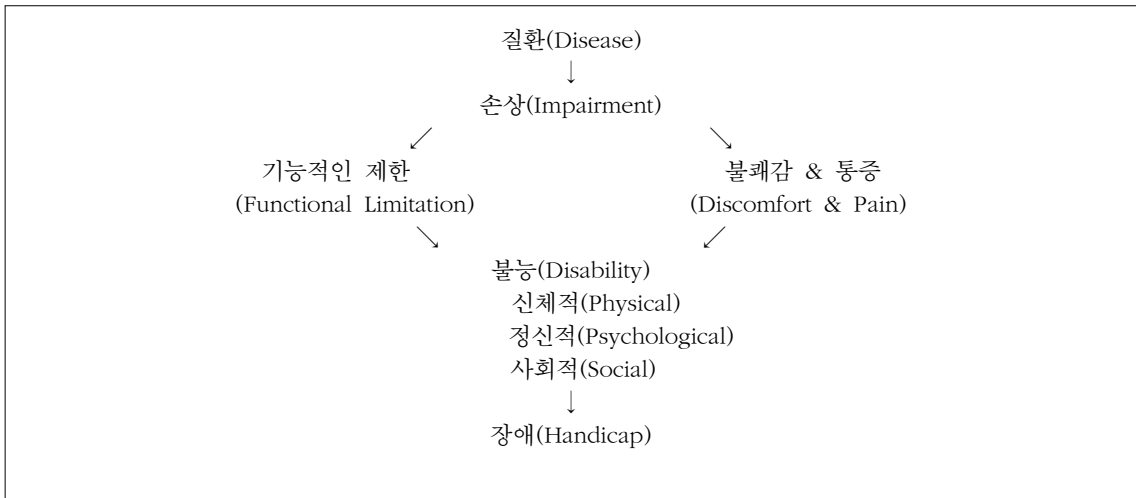 질환(Disease)
↓
손상(Impairment)
↙ ↘
기능적인 제한 불쾌감 & 통증
(Functional Limitation) (Discomfort & Pain)
↘ ↙
불능(Disability)
신체적(Physical)
정신적(Psychological)
사회적(Social)
↓
장애(Handicap)